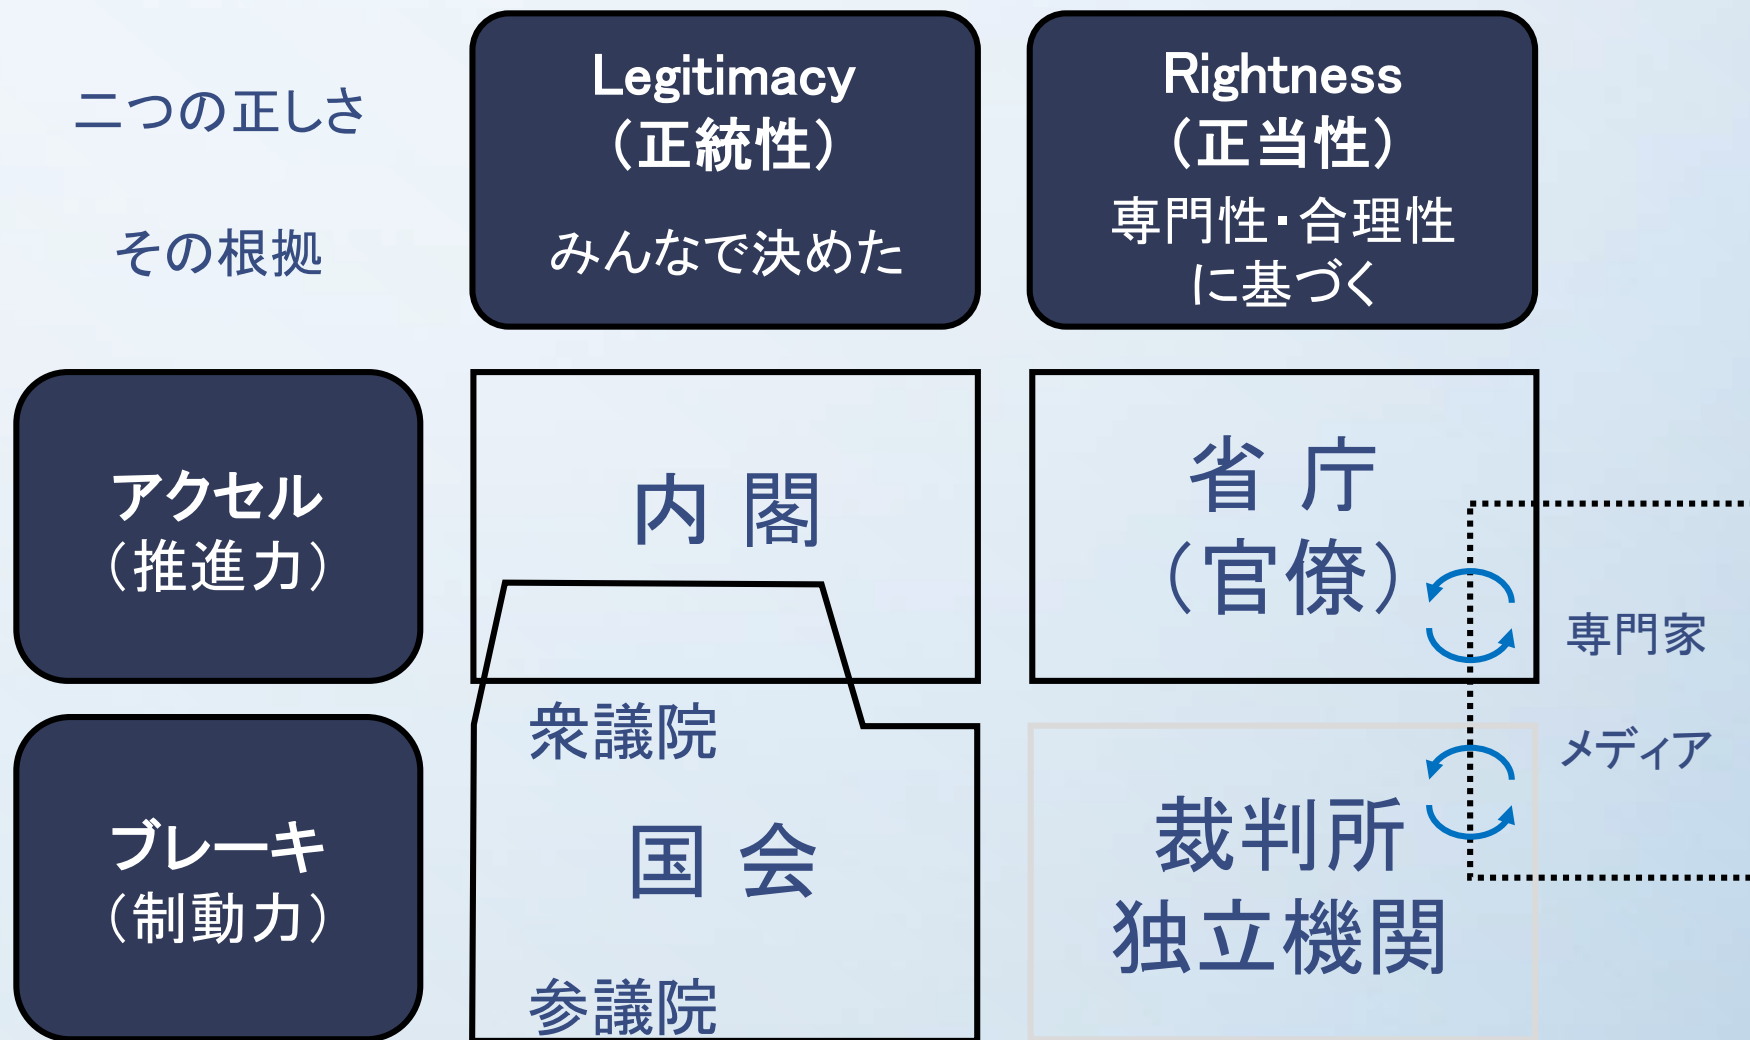 二つの正しさ
その根拠
Legitimacy
（正統性）
みんなで決めた
Rightness
（正当性）
専門性・合理性
に基づく
アクセル
（推進力）
内 閣
省 庁
（官僚）
専門家
メディア
ブレーキ
（制動力）
衆議院
国 会
参議院
裁判所
独立機関